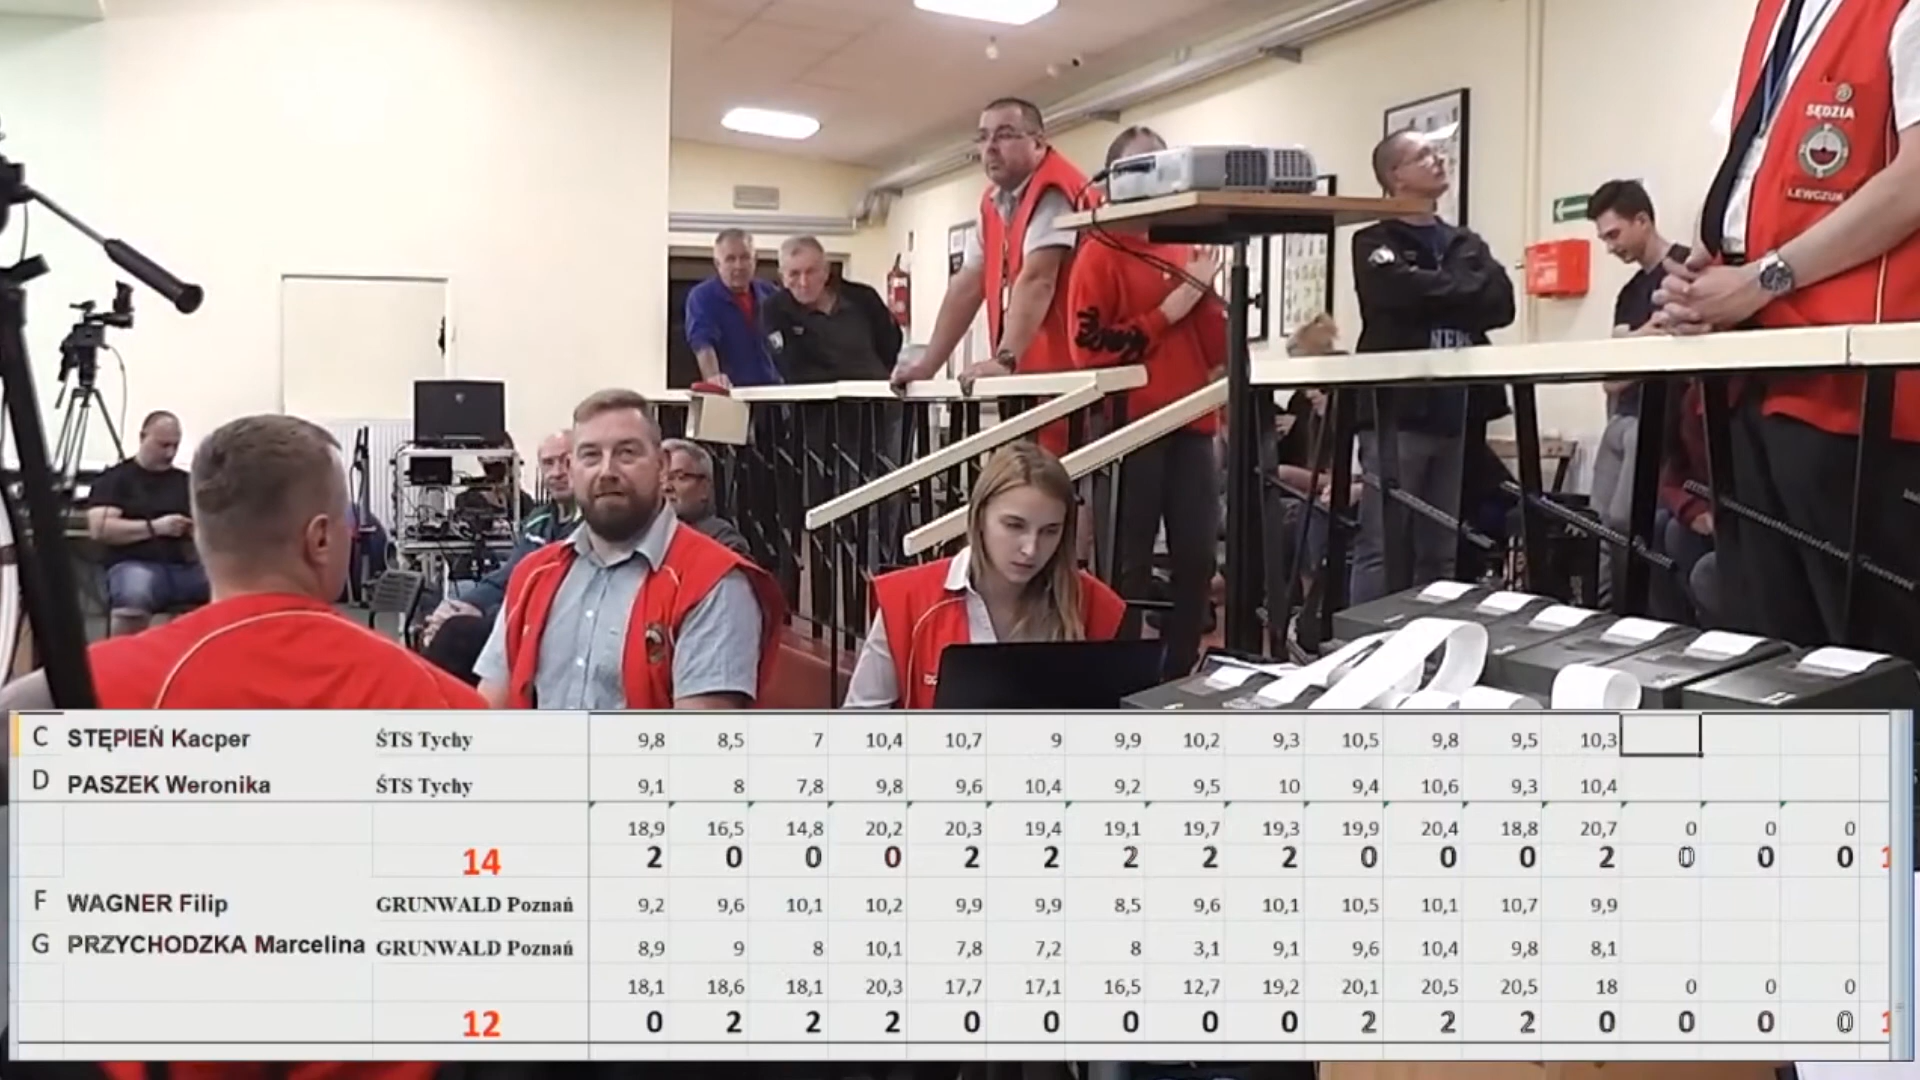 SĘDZIA
LEWCZUK
C STĘPIEŃ Kacper ŚTS Tychy 9,8 8,5 7 10,4 10,7 9 9,9 10,2 9,3 10,5 9,8 9,5 10,3
D PASZEK Weronika ŚTS Tychy 9,1 8 7,8 9,8 9,6 10,4 9,2 9,5 10 9,4 10,6 9,3 10,4
18,9 16,5 14,8 20,2 20,3 19,4 19,1 19,7 19,3 19,9 20,4 18,8 20,7 0 0 0
14 2 0 0 0 2 2 2 2 2 0 0 0 2 0 0 0
F WAGNER Filip GRUNWALD Poznań 9,2 9,6 10,1 10,2 9,9 9,9 8,5 9,6 10,1 10,5 10,1 10,7 9,9
G PRZYCHODZKA Marcelina GRUNWALD Poznań 8,9 9 8 10,1 7,8 7,2 8 3,1 9,1 9,6 10,4 9,8 8,1
18,1 18,6 18,1 20,3 17,7 17,1 16,5 12,7 19,2 20,1 20,5 20,5 18 0 0 0
12 0 2 2 2 0 0 0 0 0 2 2 2 0 0 0 0